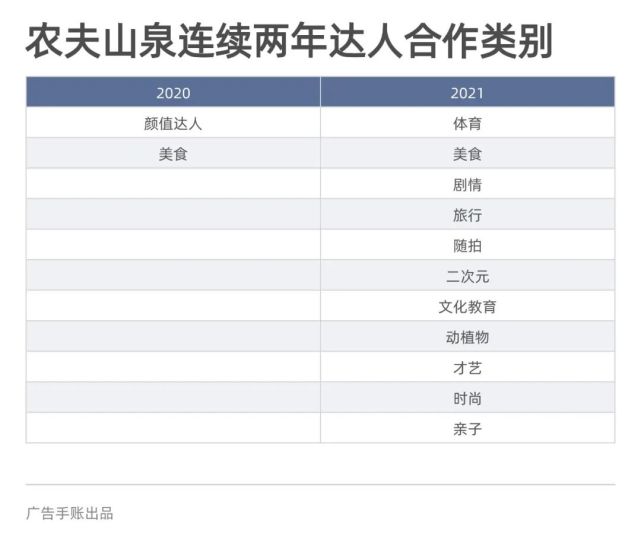 农夫山泉连续两年达人合作类别
2020 2021
颜值达人 体育
美食 美食
剧情
旅行
随拍
二次元
文化教育
动植物
才艺
时尚
亲子
广告手账出品